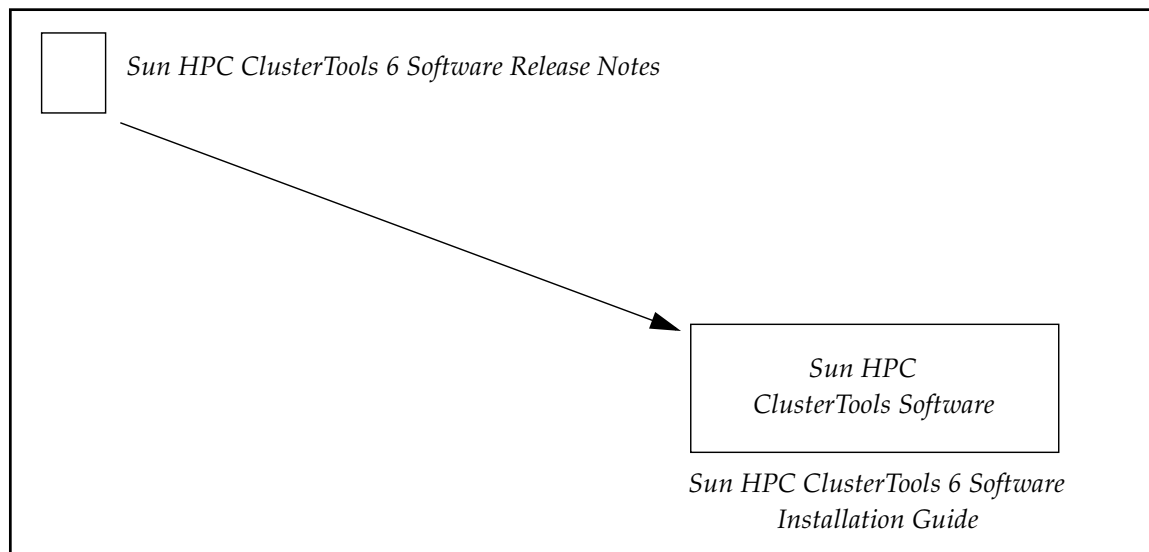 Sun HPC ClusterTools 6 Software Release Notes
Sun HPC
ClusterTools Software
Sun HPC ClusterTools 6 Software
Installation Guide